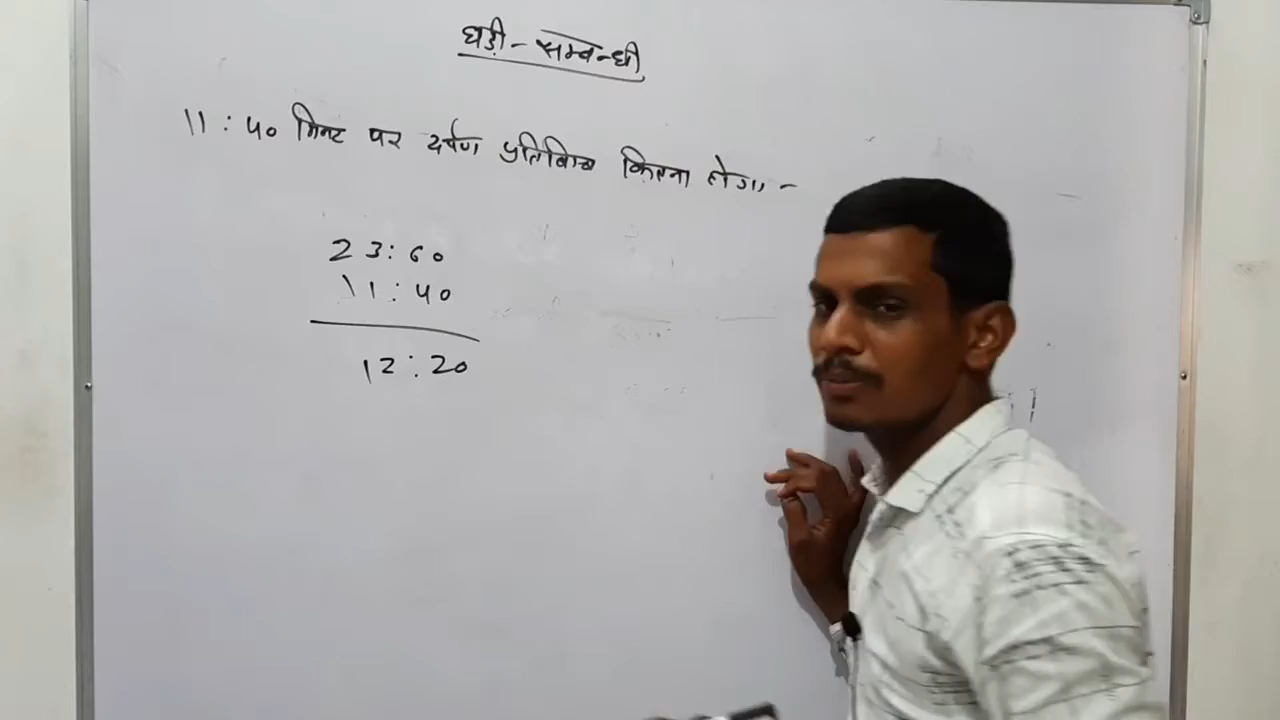 घड़ी - सम्बन्धी
11 : 40 मिनट पर दर्पण प्रतिबिम्ब कितना होगा, -
23 : 60
11 : 40
12 : 20